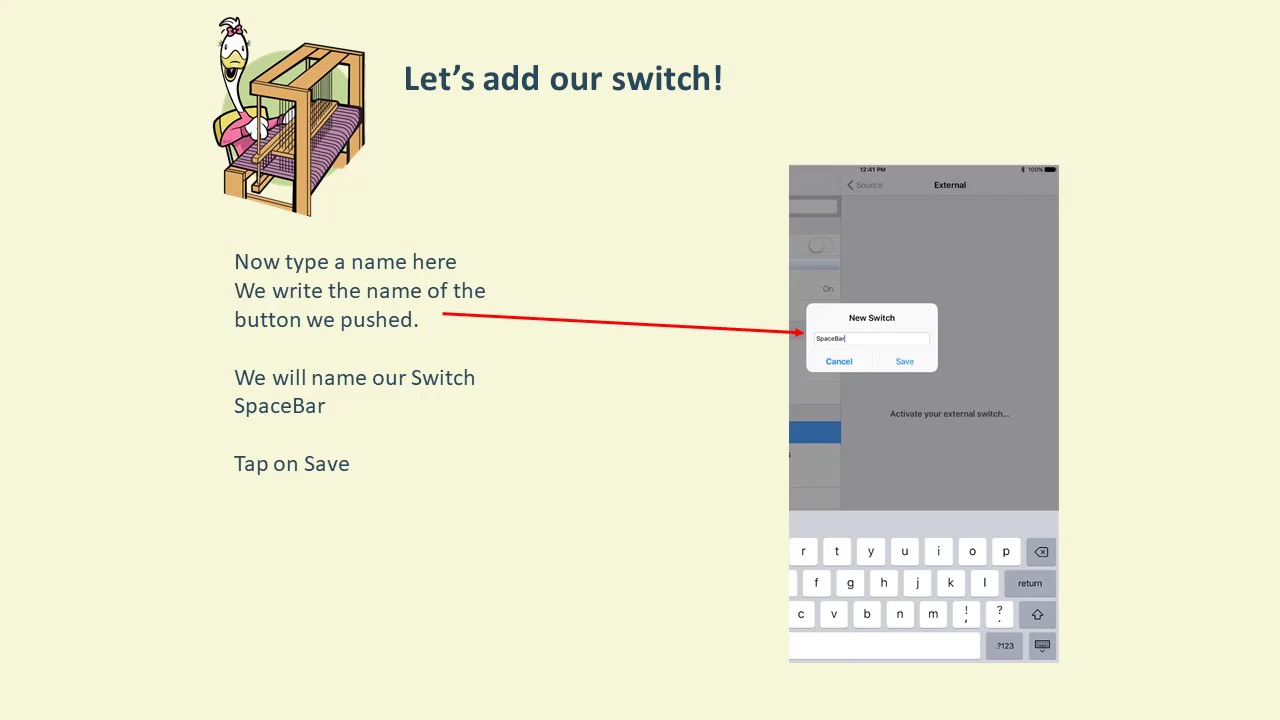 Let's add our switch!
Now type a name here
We write the name of the
button we pushed.
We will name our Switch
SpaceBar
Tap on Save
12:41 PM
100%
Source
External
On
New Switch
SpaceBar
Cancel
Save
Activate your external switch...
s
r t y u i o p
f g h j k l return
c v b n m ! , ? .
.?123